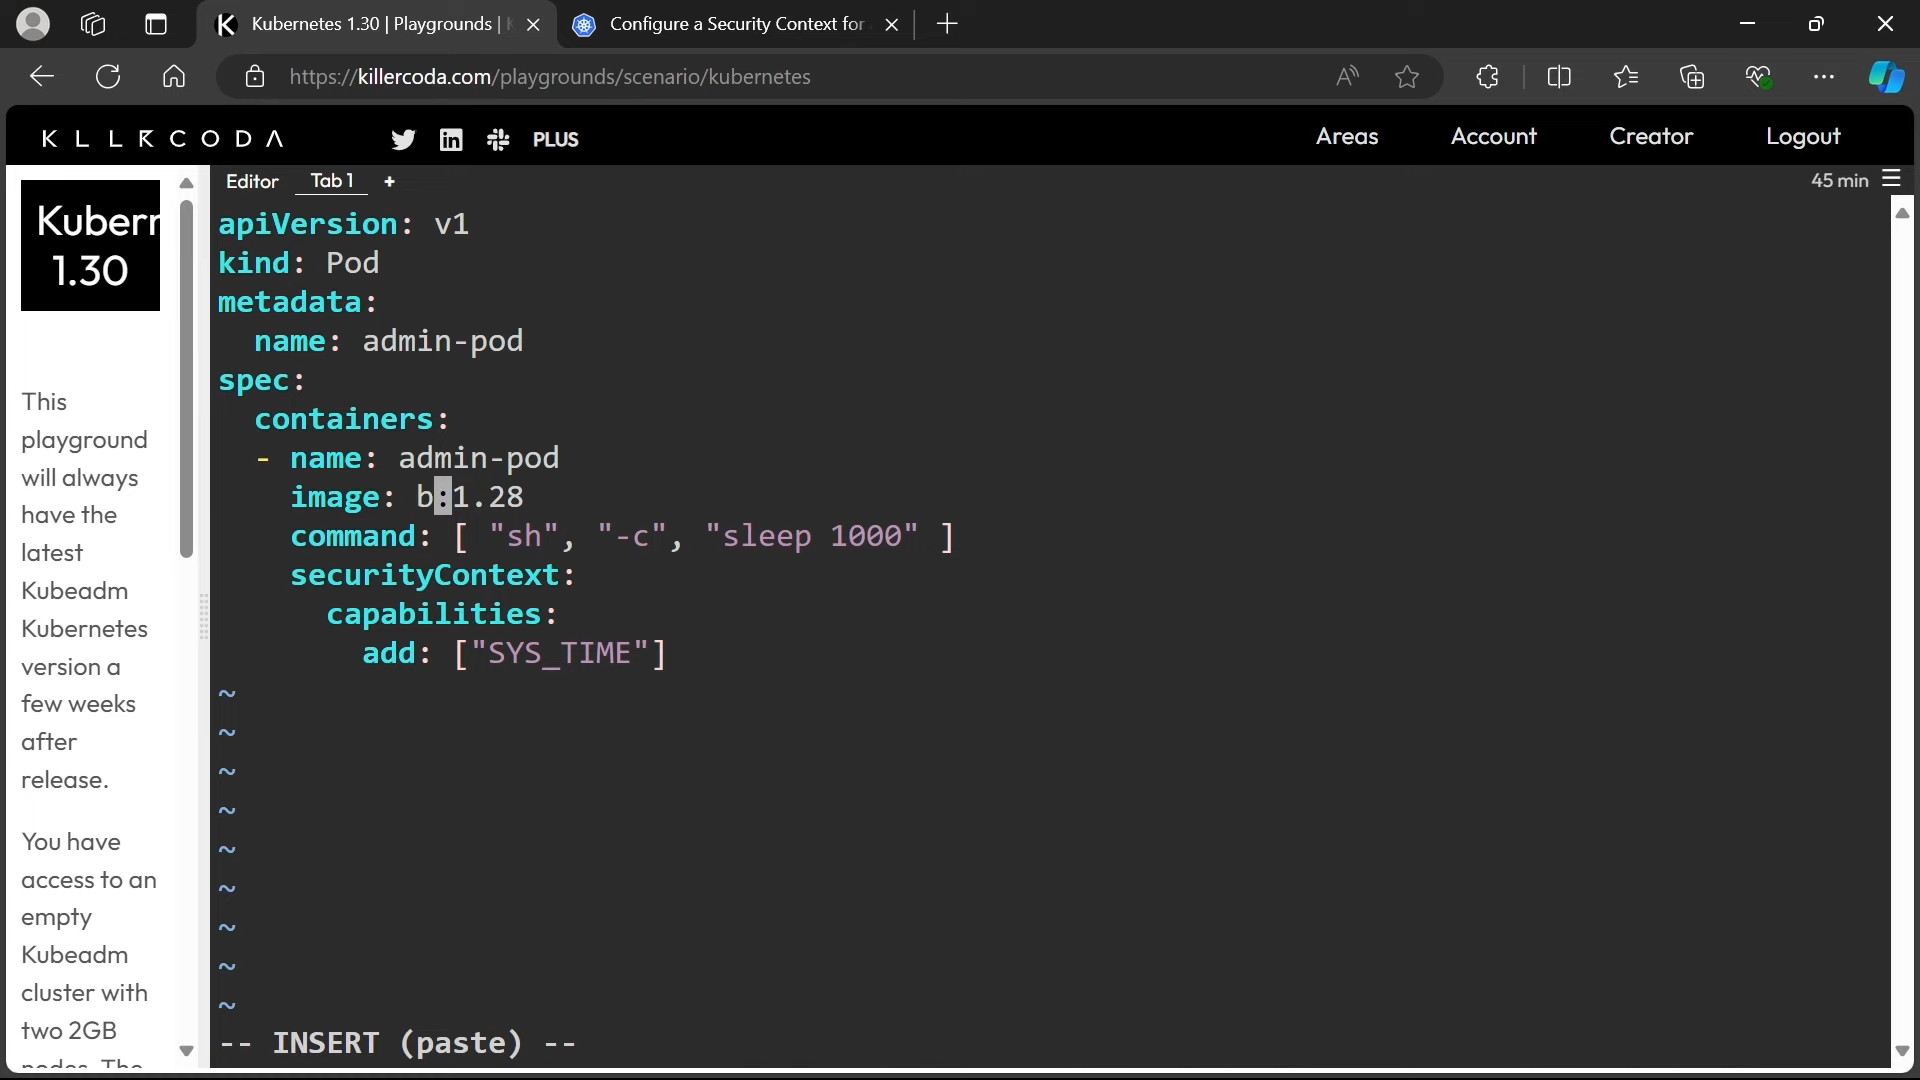 Kubernetes 1.30 | Playgrounds |
Configure a Security Context for
https://killercoda.com/playgrounds/scenario/kubernetes
KLLRCODA
PLUS
Areas
Account
Creator
Logout
Editor
Tab 1
+
45 min
Kubern
1.30
This
playground
will always
have the
latest
Kubeadm
Kubernetes
version a
few weeks
after
release.
You have
access to an
empty
Kubeadm
cluster with
two 2GB
nodes. The
apiVersion: v1
kind: Pod
metadata:
  name: admin-pod
spec:
  containers:
  - name: admin-pod
    image: b:1.28
    command: [ "sh", "-c", "sleep 1000" ]
    securityContext:
      capabilities:
        add: ["SYS_TIME"]
~
~
~
~
~
~
~
~
~
-- INSERT (paste) --